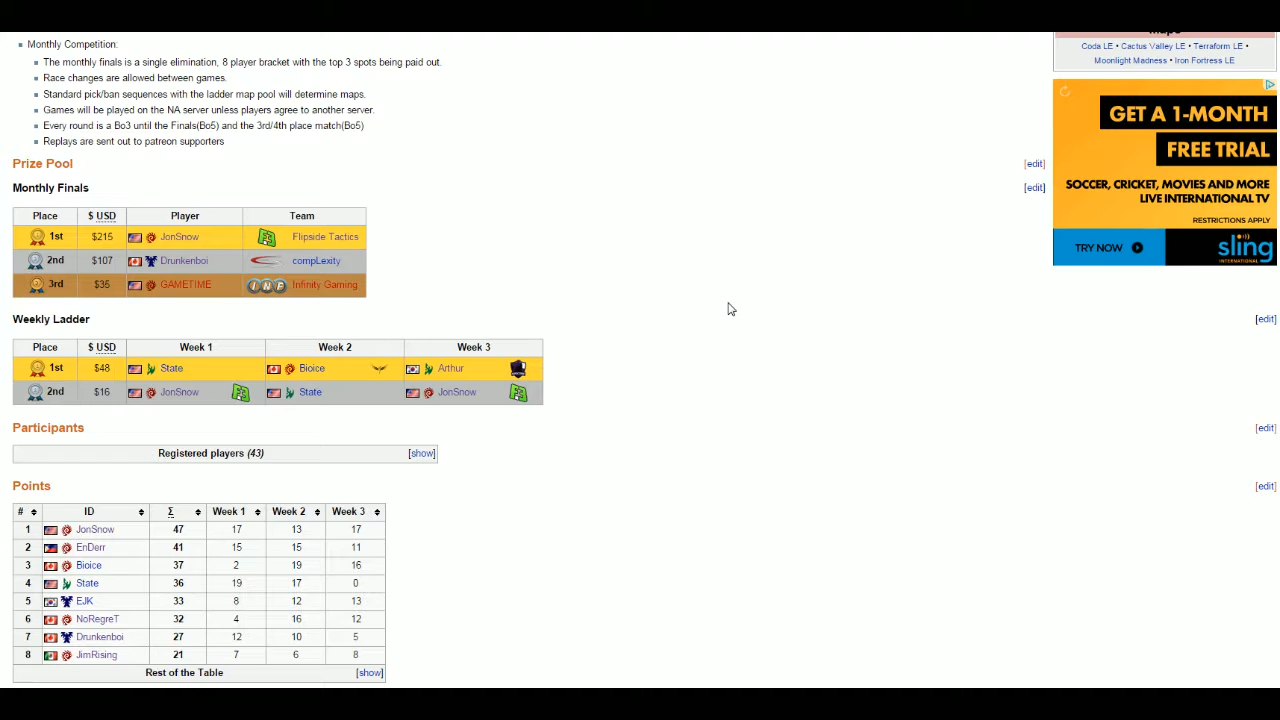 Monthly Competition:
The monthly finals is a single elimination, 8 player bracket with the top 3 spots being paid out.
Race changes are allowed between games.
Standard pick/ban sequences with the ladder map pool will determine maps.
Games will be played on the NA server unless players agree to another server.
Every round is a Bo3 until the Finals(Bo5) and the 3rd/4th place match(Bo5)
Replays are sent out to patreon supporters
Prize Pool [edit]
Monthly Finals [edit]
Place $ USD Player Team
1st $215 JonSnow Flipside Tactics
2nd $107 Drunkenboi compLexity
3rd $35 GAMETIME Infinity Gaming
Weekly Ladder [edit]
Place $ USD Week 1 Week 2 Week 3
1st $48 State Bioice Arthur
2nd $16 JonSnow State JonSnow
Participants [edit]
Registered players (43) [show]
Points [edit]
# ID Σ Week 1 Week 2 Week 3
1 JonSnow 47 17 13 17
2 EnDerr 41 15 15 11
3 Bioice 37 2 19 16
4 State 36 19 17 0
5 EJK 33 8 12 13
6 NoRegreT 32 4 16 12
7 Drunkenboi 27 12 10 5
8 JimRising 21 7 6 8
Rest of the Table [show]
Coda LE • Cactus Valley LE • Terraform LE •
Moonlight Madness • Iron Fortress LE
GET A 1-MONTH
FREE TRIAL
SOCCER, CRICKET, MOVIES AND MORE
LIVE INTERNATIONAL TV
RESTRICTIONS APPLY
TRY NOW
sling
INTERNATIONAL